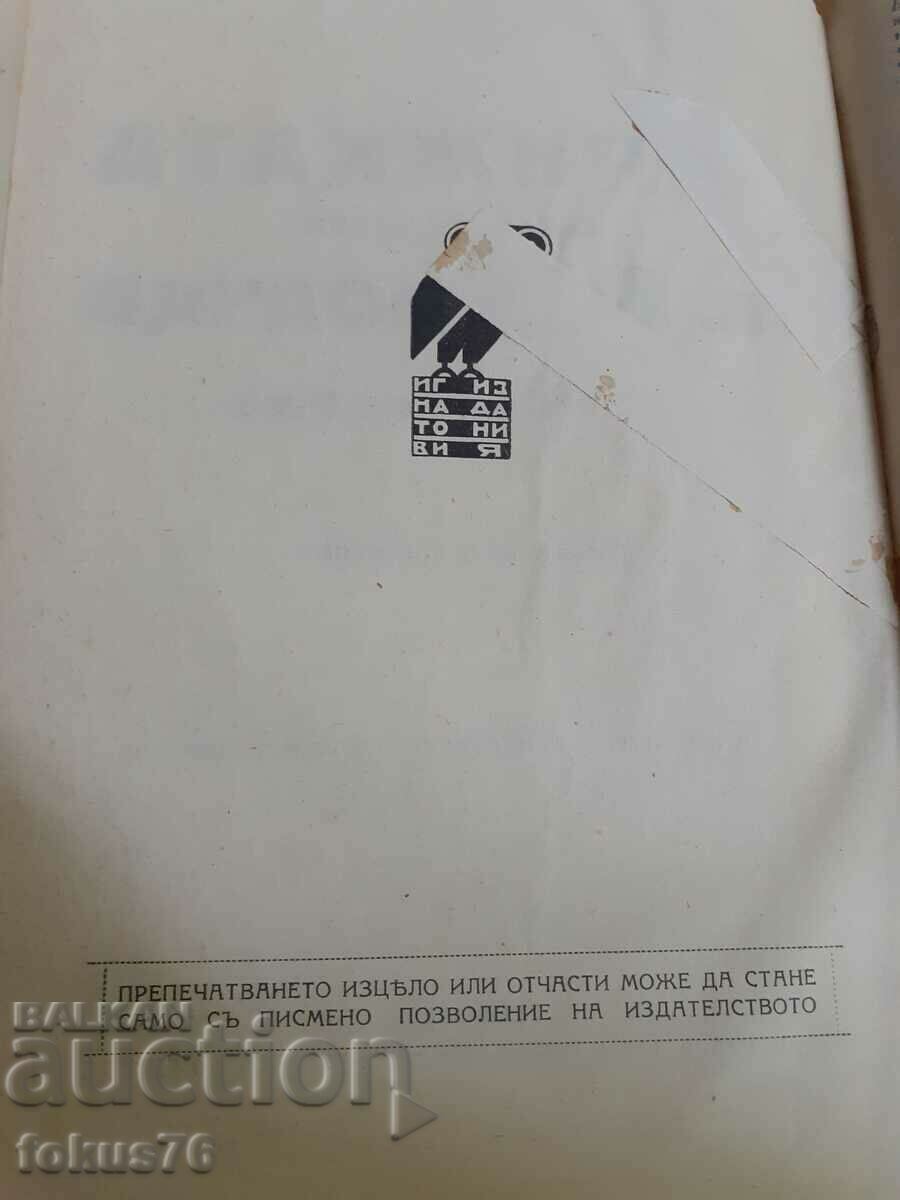 ИГ ИЗ
НА ДА
ТО НИ
ВИ Я
ПРЕПЕЧАТВАНЕТО ИЗЦѢЛО ИЛИ ОТЧАСТИ МОЖЕ ДА СТАНЕ
САМО СЪ ПИСМЕНО ПОЗВОЛЕНИЕ НА ИЗДАТЕЛСТВОТО
BALKAN
auction
fokus76